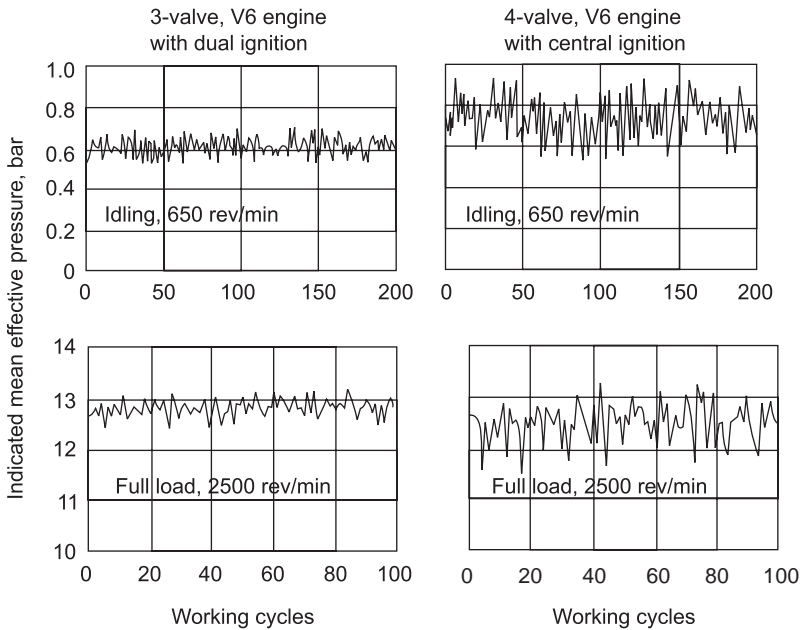 3-valve, V6 engine
with dual ignition
4-valve, V6 engine
with central ignition
Indicated mean effective pressure, bar
1.0
0.8
0.6
0.4
0.2
0
Idling, 650 rev/min
0 50 100 150 200
Idling, 650 rev/min
0 50 100 150 200
14
13
12
11
10
Full load, 2500 rev/min
0 20 40 60 80 100
Working cycles
Full load, 2500 rev/min
0 20 40 60 80 100
Working cycles